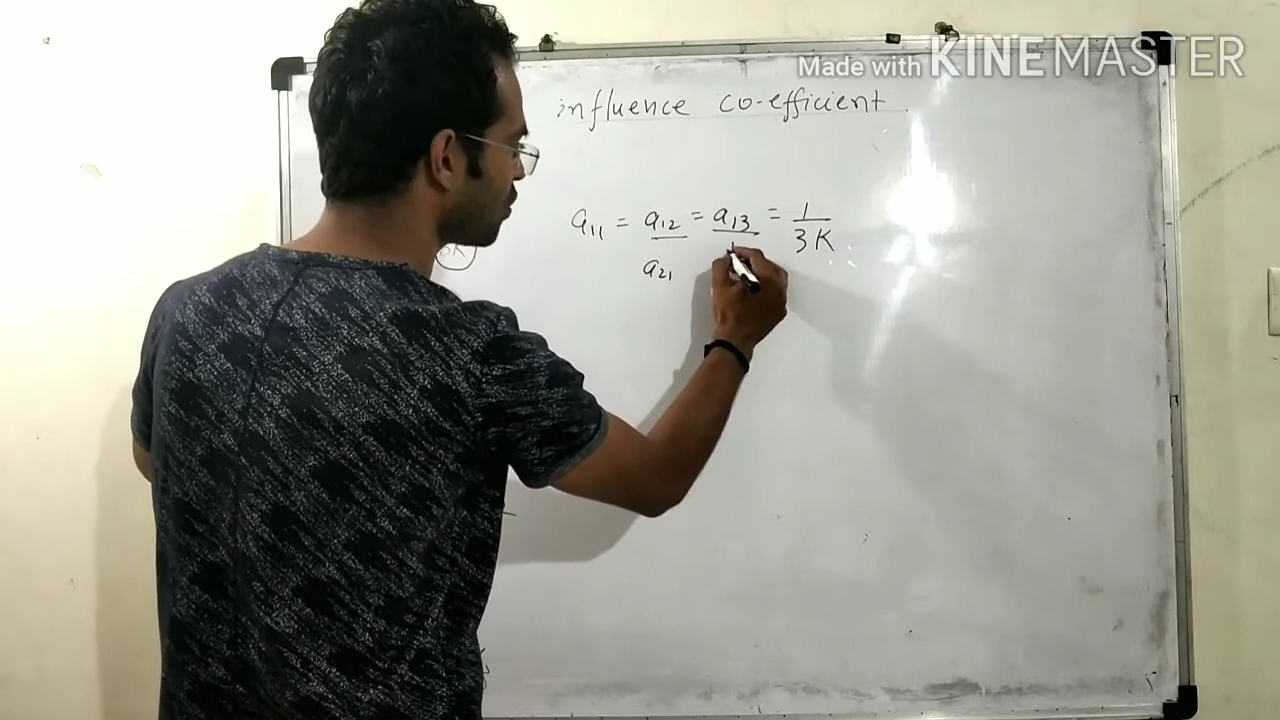 Made with KINEMASTER
influence co-efficient
a₁₁ = a₁₂ = a₁₃ = 1/3K
a₂₁